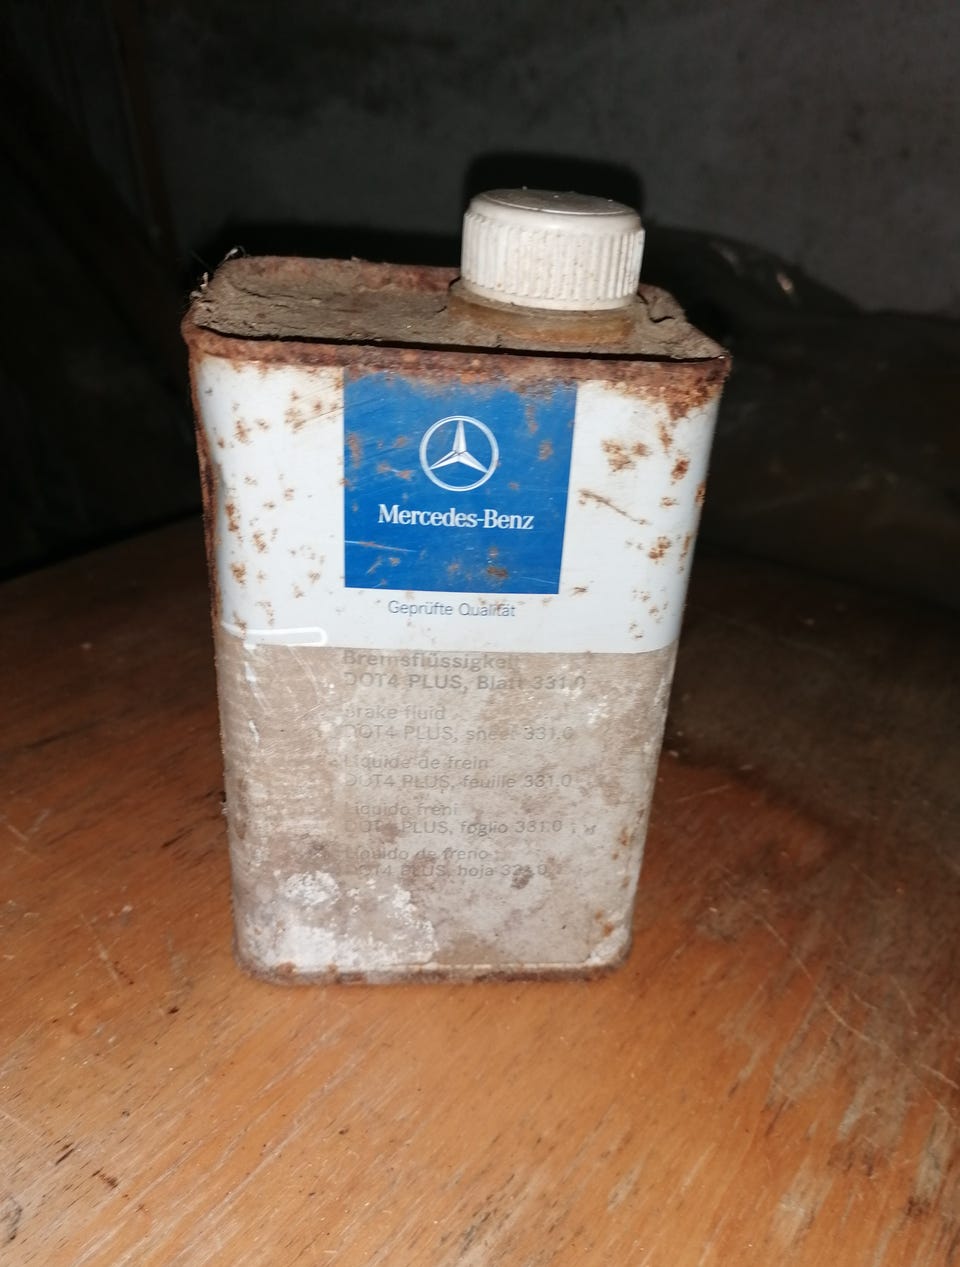 Mercedes-Benz
Geprüfte Qualität
Bremsflüssigkeit
DOT4 PLUS, Blatt 331.0
Brake fluid
DOT4 PLUS, sheet 331.0
Liquide de frein
DOT4 PLUS, feuille 331.0
Liquido freni
DOT4 PLUS, foglio 331.0
Líquido de freno
DOT4 PLUS, hoja 331.0